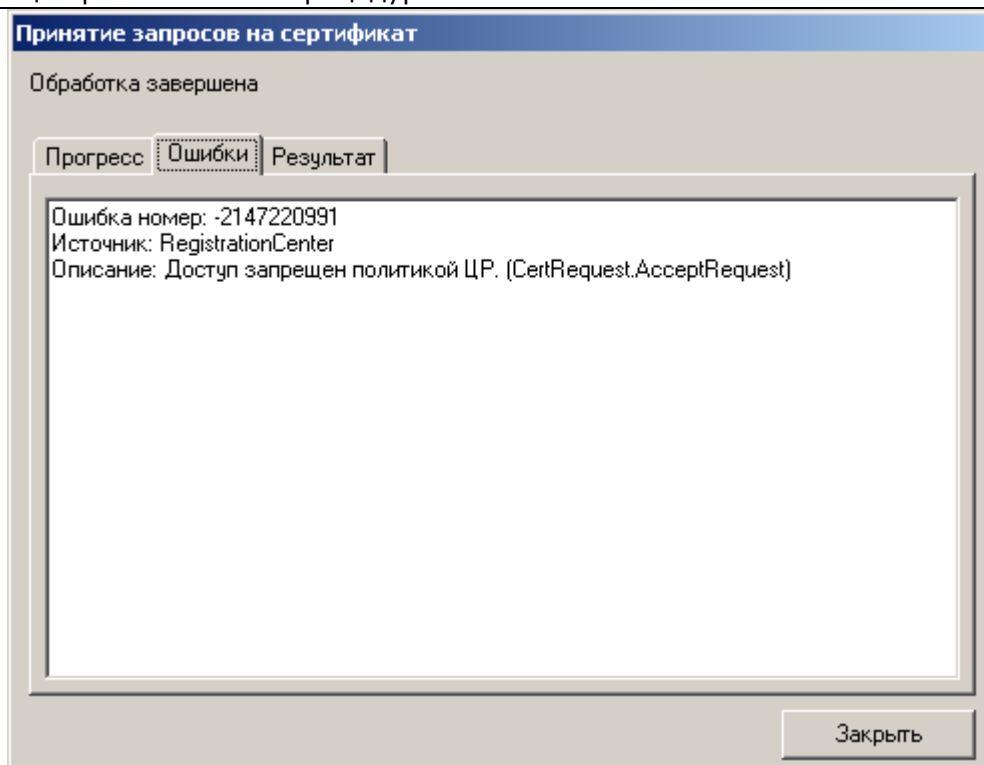 Принятие запросов на сертификат
Обработка завершена
Прогресс Ошибки Результат
Ошибка номер: -2147220991
Источник: RegistrationCenter
Описание: Доступ запрещен политикой ЦР. (CertRequest.AcceptRequest)
Закрыть